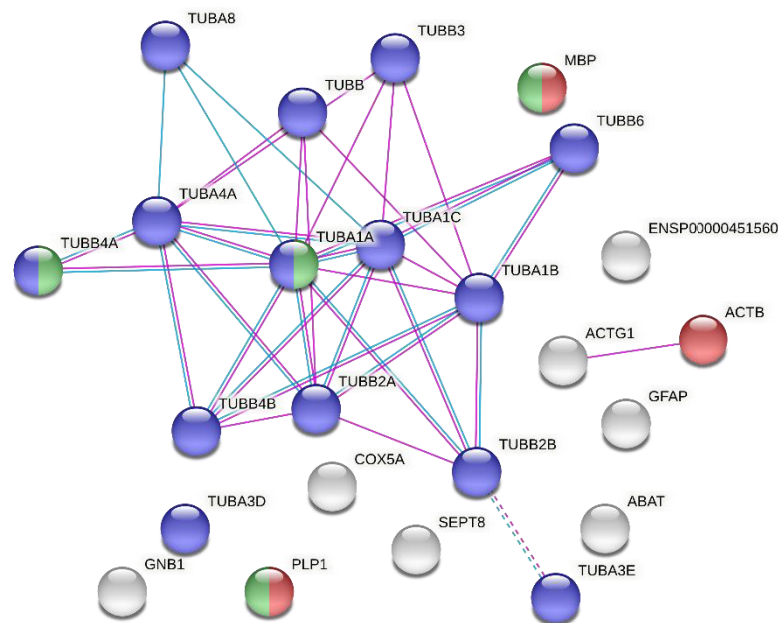 TUBA8
TUBB3
MBP
TUBB
TUBB6
TUBA4A
TUBA1C
TUBB4A
TUBA1A
ENSP00000451560
TUBA1B
ACTB
ACTG1
TUBB2A
GFAP
TUBB4B
TUBB2B
COX5A
TUBA3D
ABAT
SEPT8
GNB1
PLP1
TUBA3E